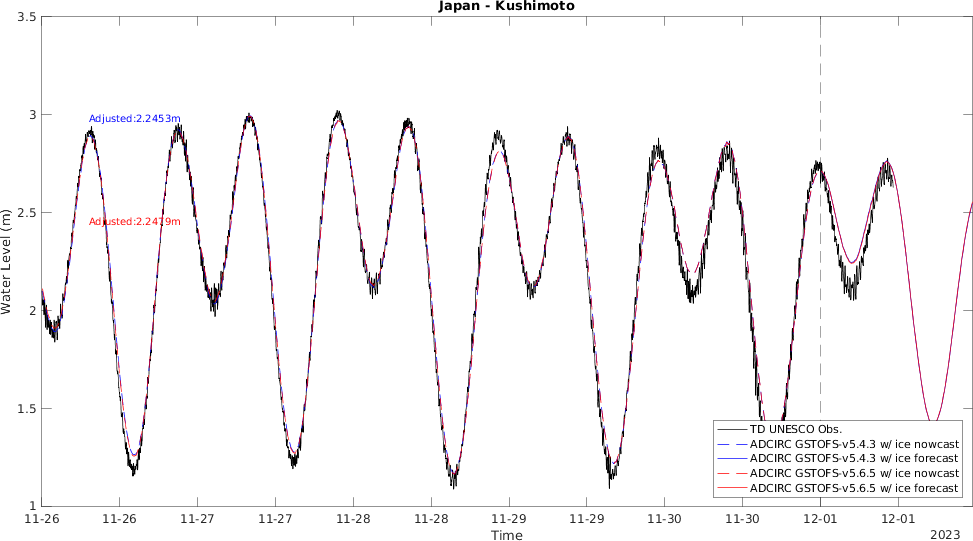 Japan - Kushimoto
3.5
3
2.5
2
1.5
1
Water Level (m)
Adjusted:2.2453m
Adjusted:2.2479m
TD UNESCO Obs.
ADCIRC GSTOFS-v5.4.3 w/ ice nowcast
ADCIRC GSTOFS-v5.4.3 w/ ice forecast
ADCIRC GSTOFS-v5.6.5 w/ ice nowcast
ADCIRC GSTOFS-v5.6.5 w/ ice forecast
11-26 11-26 11-27 11-27 11-28 11-28 11-29 11-29 11-30 11-30 12-01 12-01
Time
2023